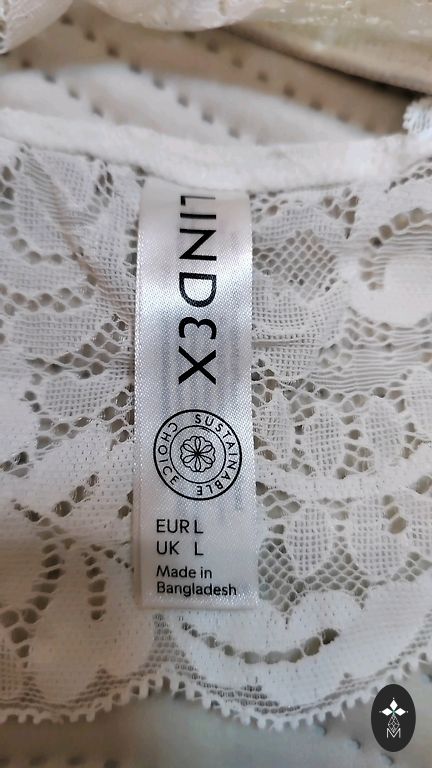 LINDEX
SUSTAINABLE CHOICE
EUR L
UK L
Made in
Bangladesh
M